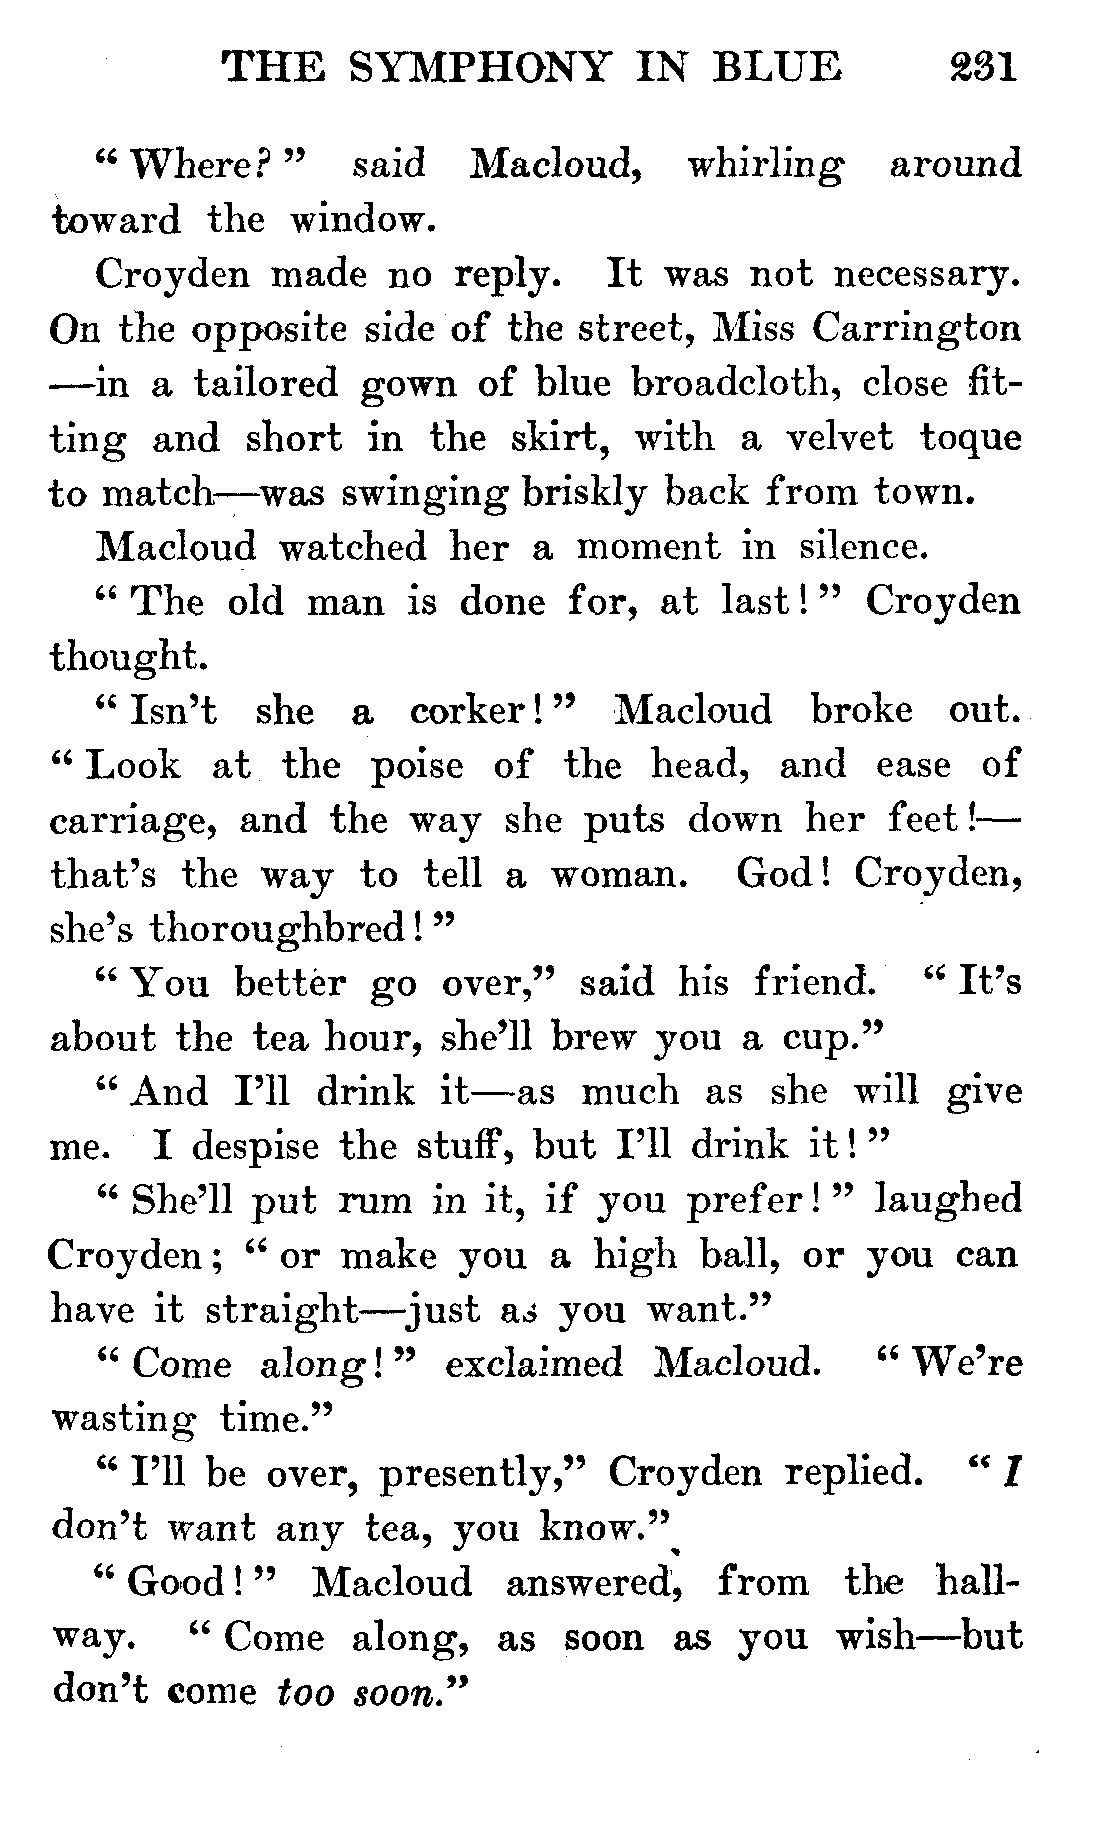 THE SYMPHONY IN BLUE 231
“Where?” said Macloud, whirling around
toward the window.
Croyden made no reply. It was not necessary.
On the opposite side of the street, Miss Carrington
—in a tailored gown of blue broadcloth, close fit-
ting and short in the skirt, with a velvet toque
to match—was swinging briskly back from town.
Macloud watched her a moment in silence.
“The old man is done for, at last!” Croyden
thought.
“Isn’t she a corker!” Macloud broke out.
“Look at the poise of the head, and ease of
carriage, and the way she puts down her feet!—
that’s the way to tell a woman. God! Croyden,
she’s thoroughbred!”
“You better go over,” said his friend. “It’s
about the tea hour, she’ll brew you a cup.”
“And I’ll drink it—as much as she will give
me. I despise the stuff, but I’ll drink it!”
“She’ll put rum in it, if you prefer!” laughed
Croyden; “or make you a high ball, or you can
have it straight—just as you want.”
“Come along!” exclaimed Macloud. “We’re
wasting time.”
“I’ll be over, presently,” Croyden replied. “I
don’t want any tea, you know.”
“Good!” Macloud answered, from the hall-
way. “Come along, as soon as you wish—but
don’t come too soon.”